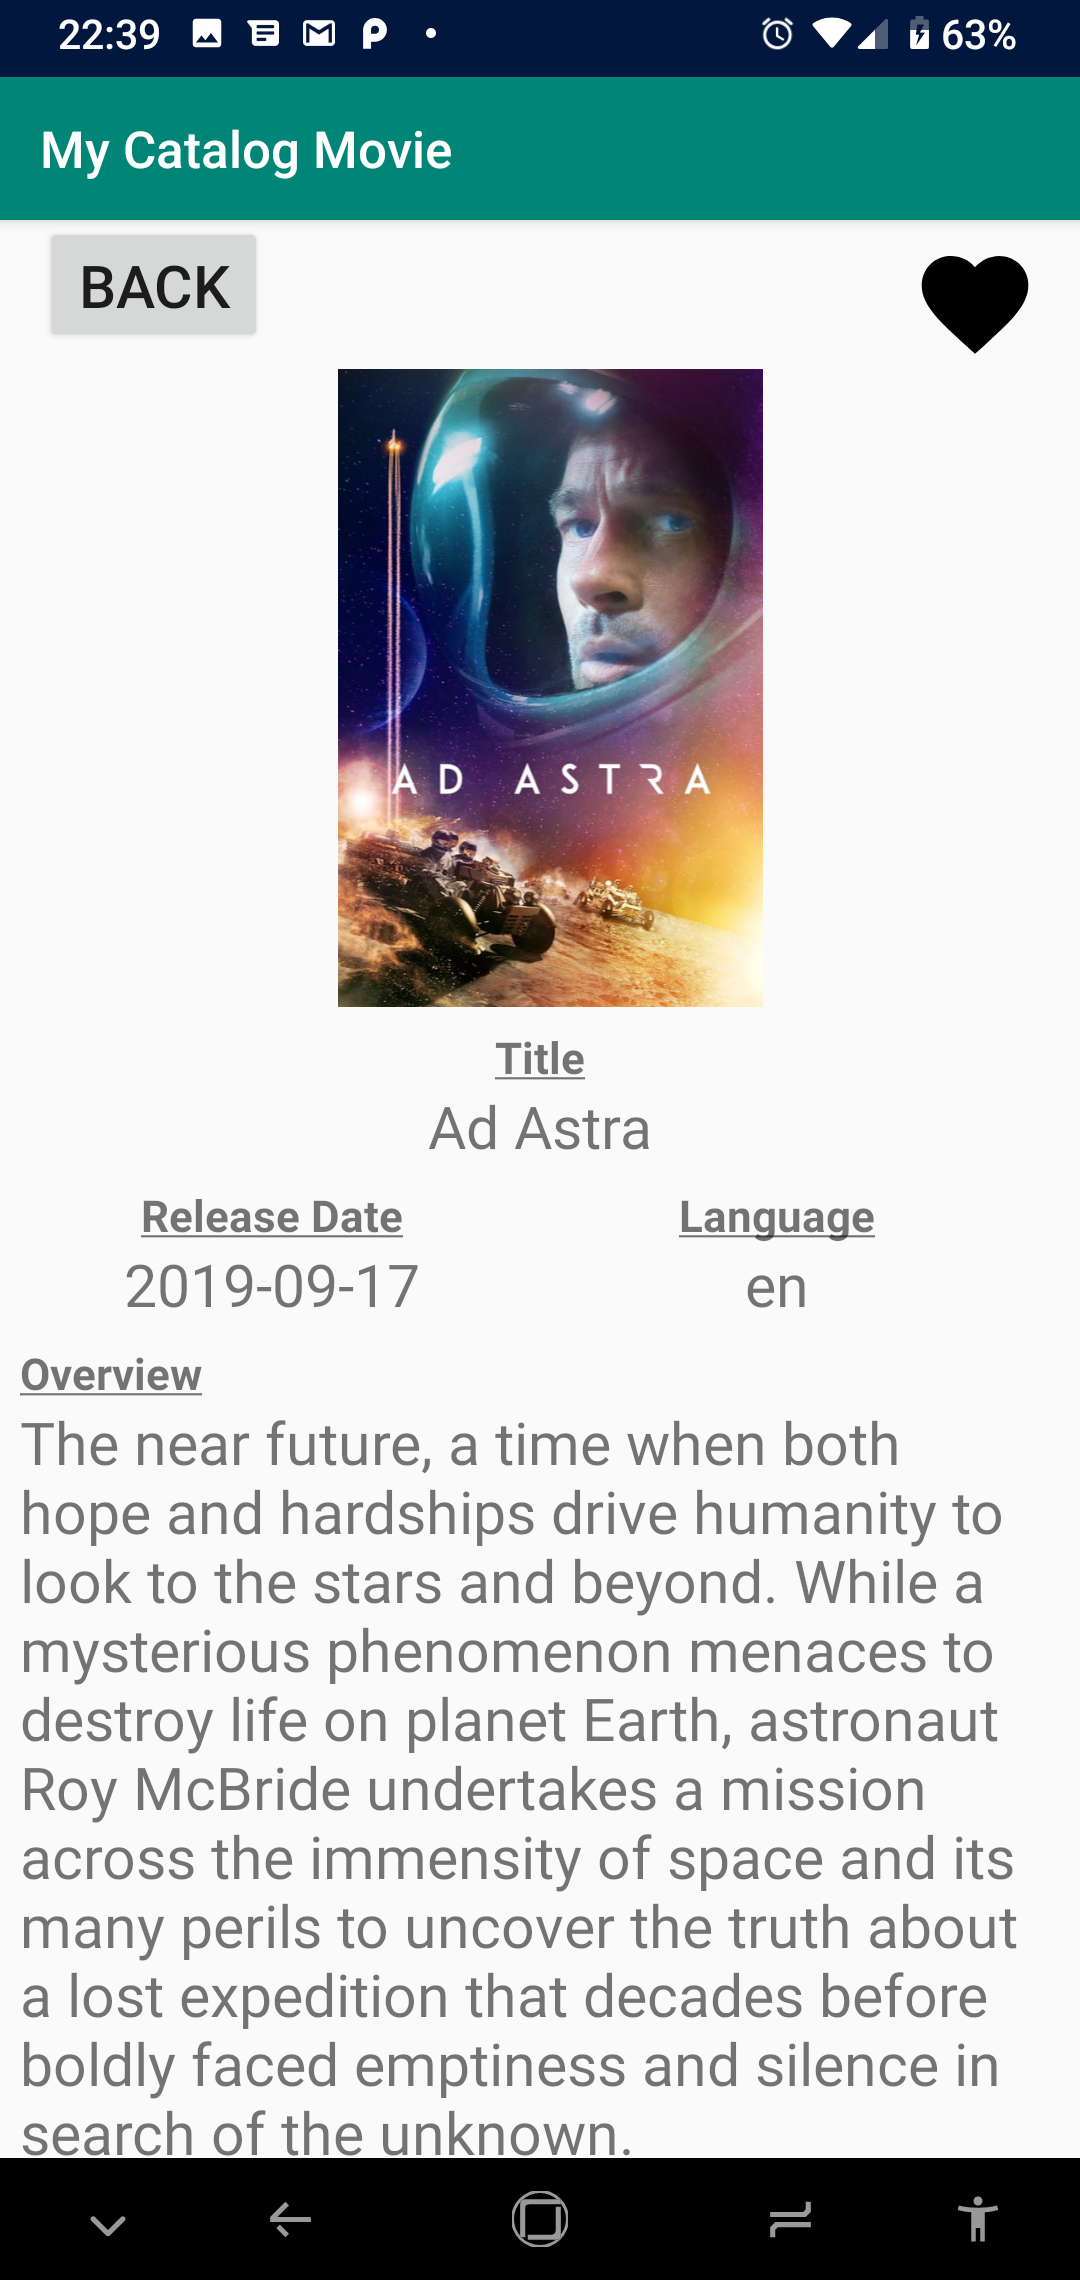 22:39 63%
My Catalog Movie
BACK
AD ASTRA
Title
Ad Astra
Release Date Language
2019-09-17 en
Overview
The near future, a time when both
hope and hardships drive humanity to
look to the stars and beyond. While a
mysterious phenomenon menaces to
destroy life on planet Earth, astronaut
Roy McBride undertakes a mission
across the immensity of space and its
many perils to uncover the truth about
a lost expedition that decades before
boldly faced emptiness and silence in
search of the unknown.